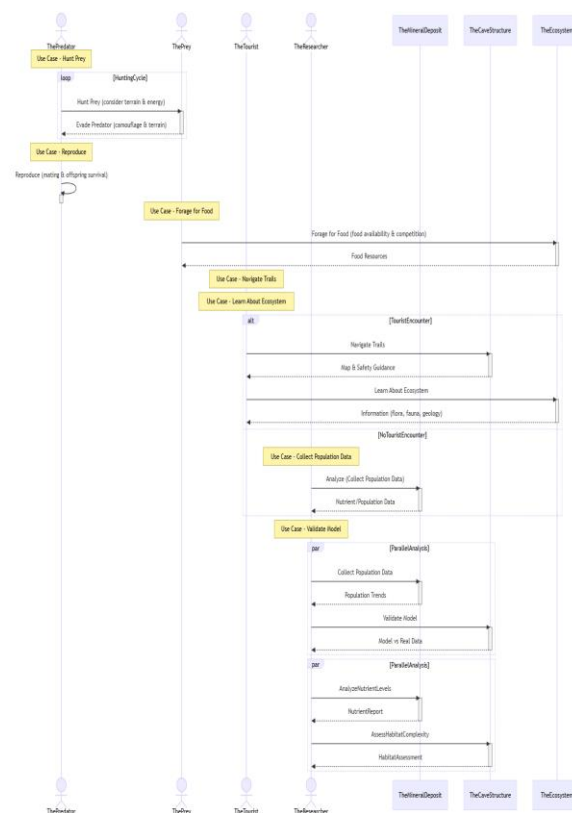 ThePredator
ThePrey
TheTourist
TheResearcher
TheMineralDeposit
TheCaveStructure
TheEcosystem
Use Case - Hunt Prey
loop
[HuntingCycle]
Hunt Prey (consider terrain & energy)
Evade Predator (camouflage & terrain)
Use Case - Reproduce
Reproduce (mating & offspring survival)
Use Case - Forage for Food
Forage for Food (food availability & competition)
Food Resources
Use Case - Navigate Trails
Use Case - Learn About Ecosystem
alt
[TouristEncounter]
Navigate Trails
Map & Safety Guidance
Learn About Ecosystem
Information (flora, fauna, geology)
[NoTouristEncounter]
Use Case - Collect Population Data
Analyze (Collect Population Data)
Nutrient/Population Data
Use Case - Validate Model
par
[ParallelAnalysis]
Collect Population Data
Population Trends
Validate Model
Model vs Real Data
par
[ParallelAnalysis]
AnalyzeNutrientLevels
NutrientReport
AssessHabitatComplexity
HabitatAssessment
ThePredator
ThePrey
TheTourist
TheResearcher
TheMineralDeposit
TheCaveStructure
TheEcosystem